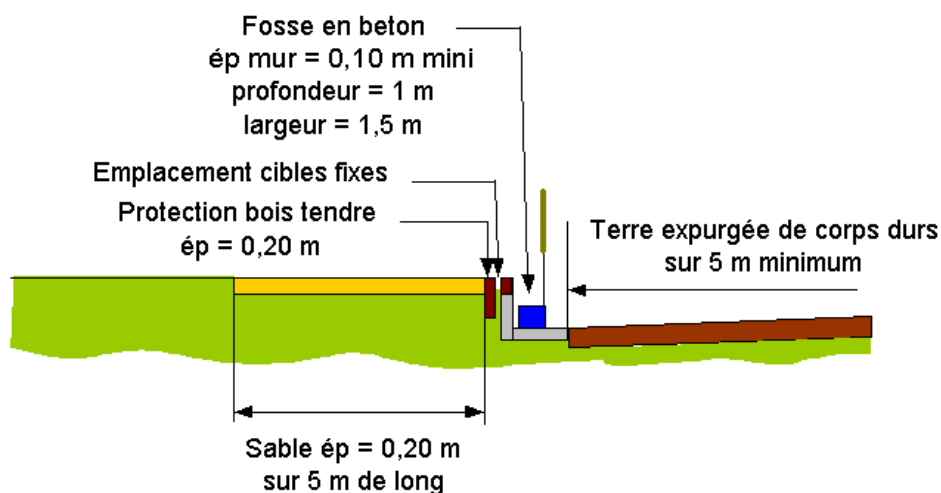 Fosse en beton
ép mur = 0,10 m mini
profondeur = 1 m
largeur = 1,5 m
Emplacement cibles fixes
Protection bois tendre
ép = 0,20 m
Terre expurgée de corps durs
sur 5 m minimum
Sable ép = 0,20 m
sur 5 m de long